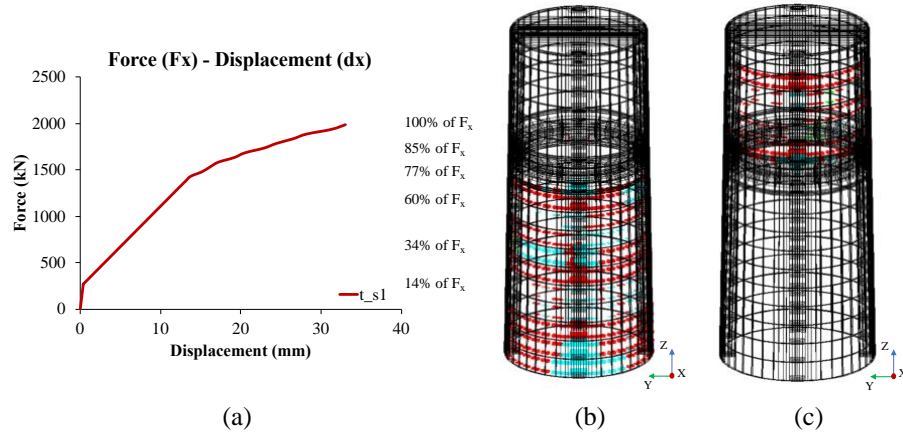 Force (Fx) - Displacement (dx)
2500
2000
1500
1000
500
0
Force (kN)
0
10
20
30
40
Displacement (mm)
t_s1
100% of Fx
85% of Fx
77% of Fx
60% of Fx
34% of Fx
14% of Fx
Z
Y
X
Z
Y
X
(a)
(b)
(c)